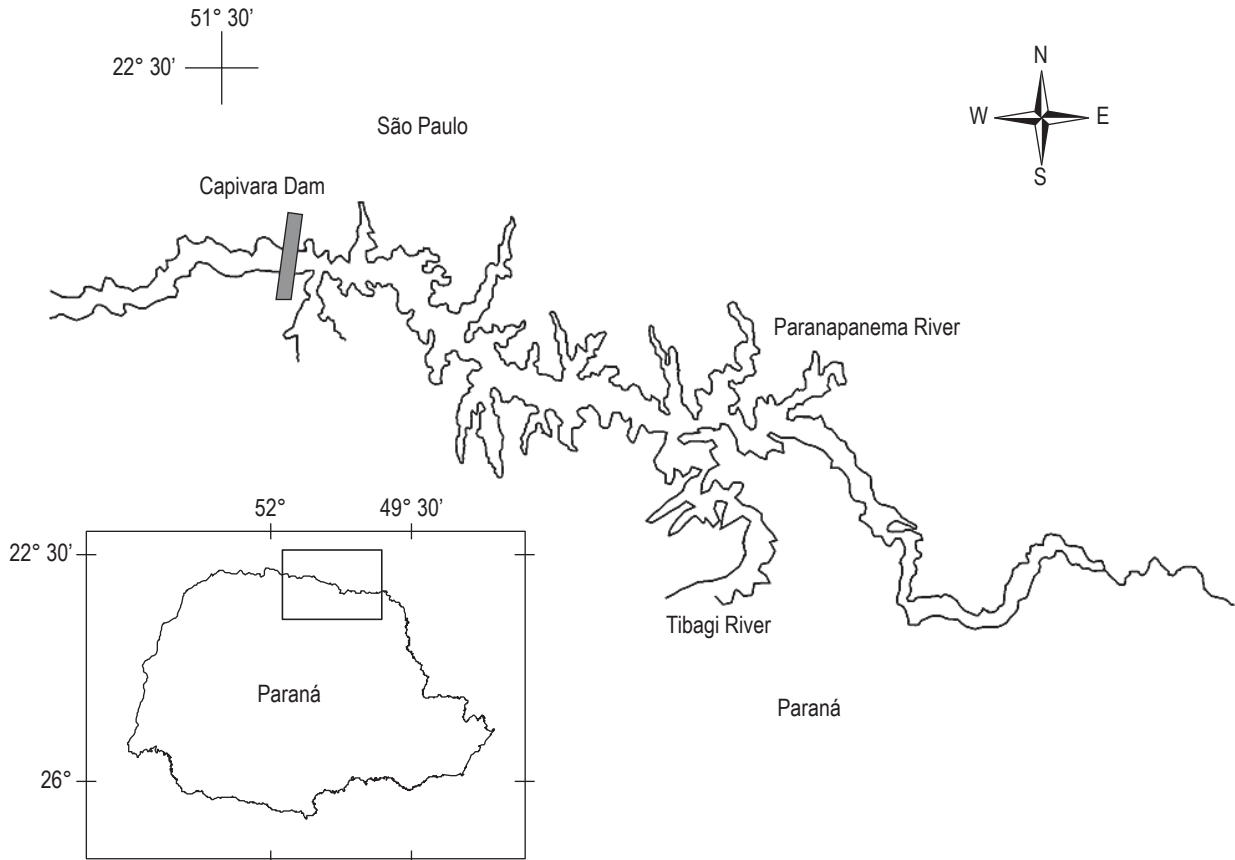 51° 30’
22° 30’
N
W E
S
São Paulo
Capivara Dam
Paranapanema River
Tibagi River
Paraná
52° 49° 30’
22° 30’
Paraná
26°